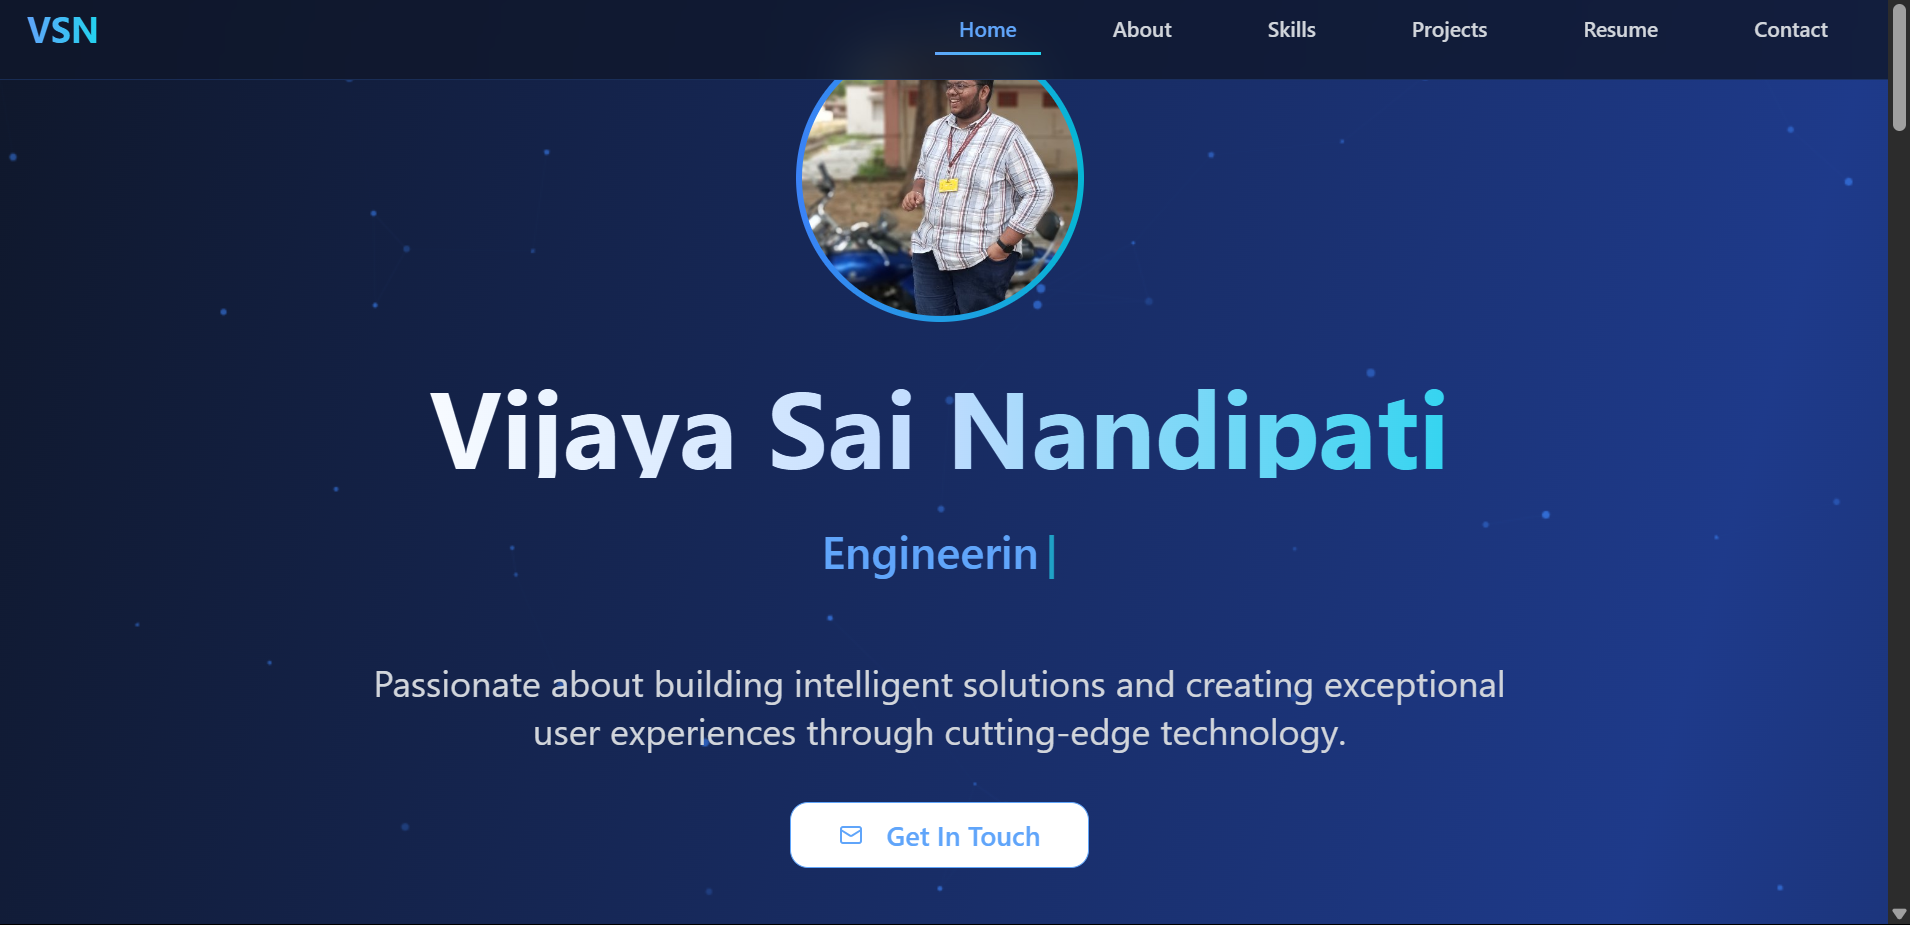 VSN
Home
About
Skills
Projects
Resume
Contact
Vijaya Sai Nandipati
Engineerin
Passionate about building intelligent solutions and creating exceptional
user experiences through cutting-edge technology.
Get In Touch